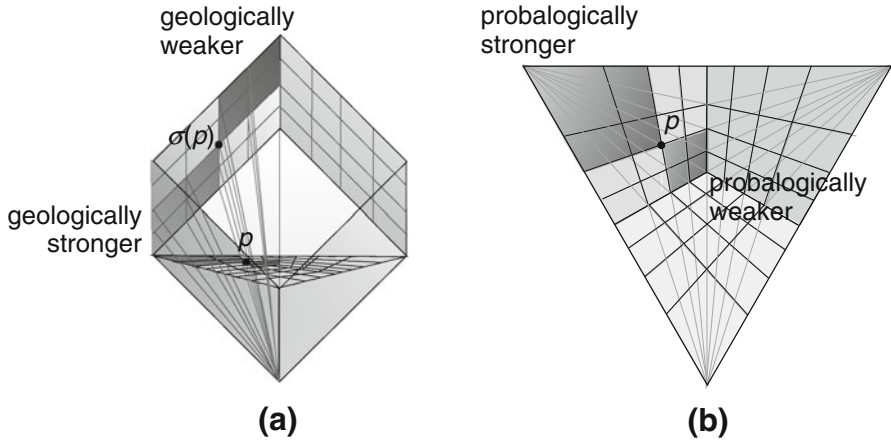 geologically
weaker
σ(p)
geologically
stronger
p
(a)
probalogically
stronger
p
probalogically
weaker
(b)